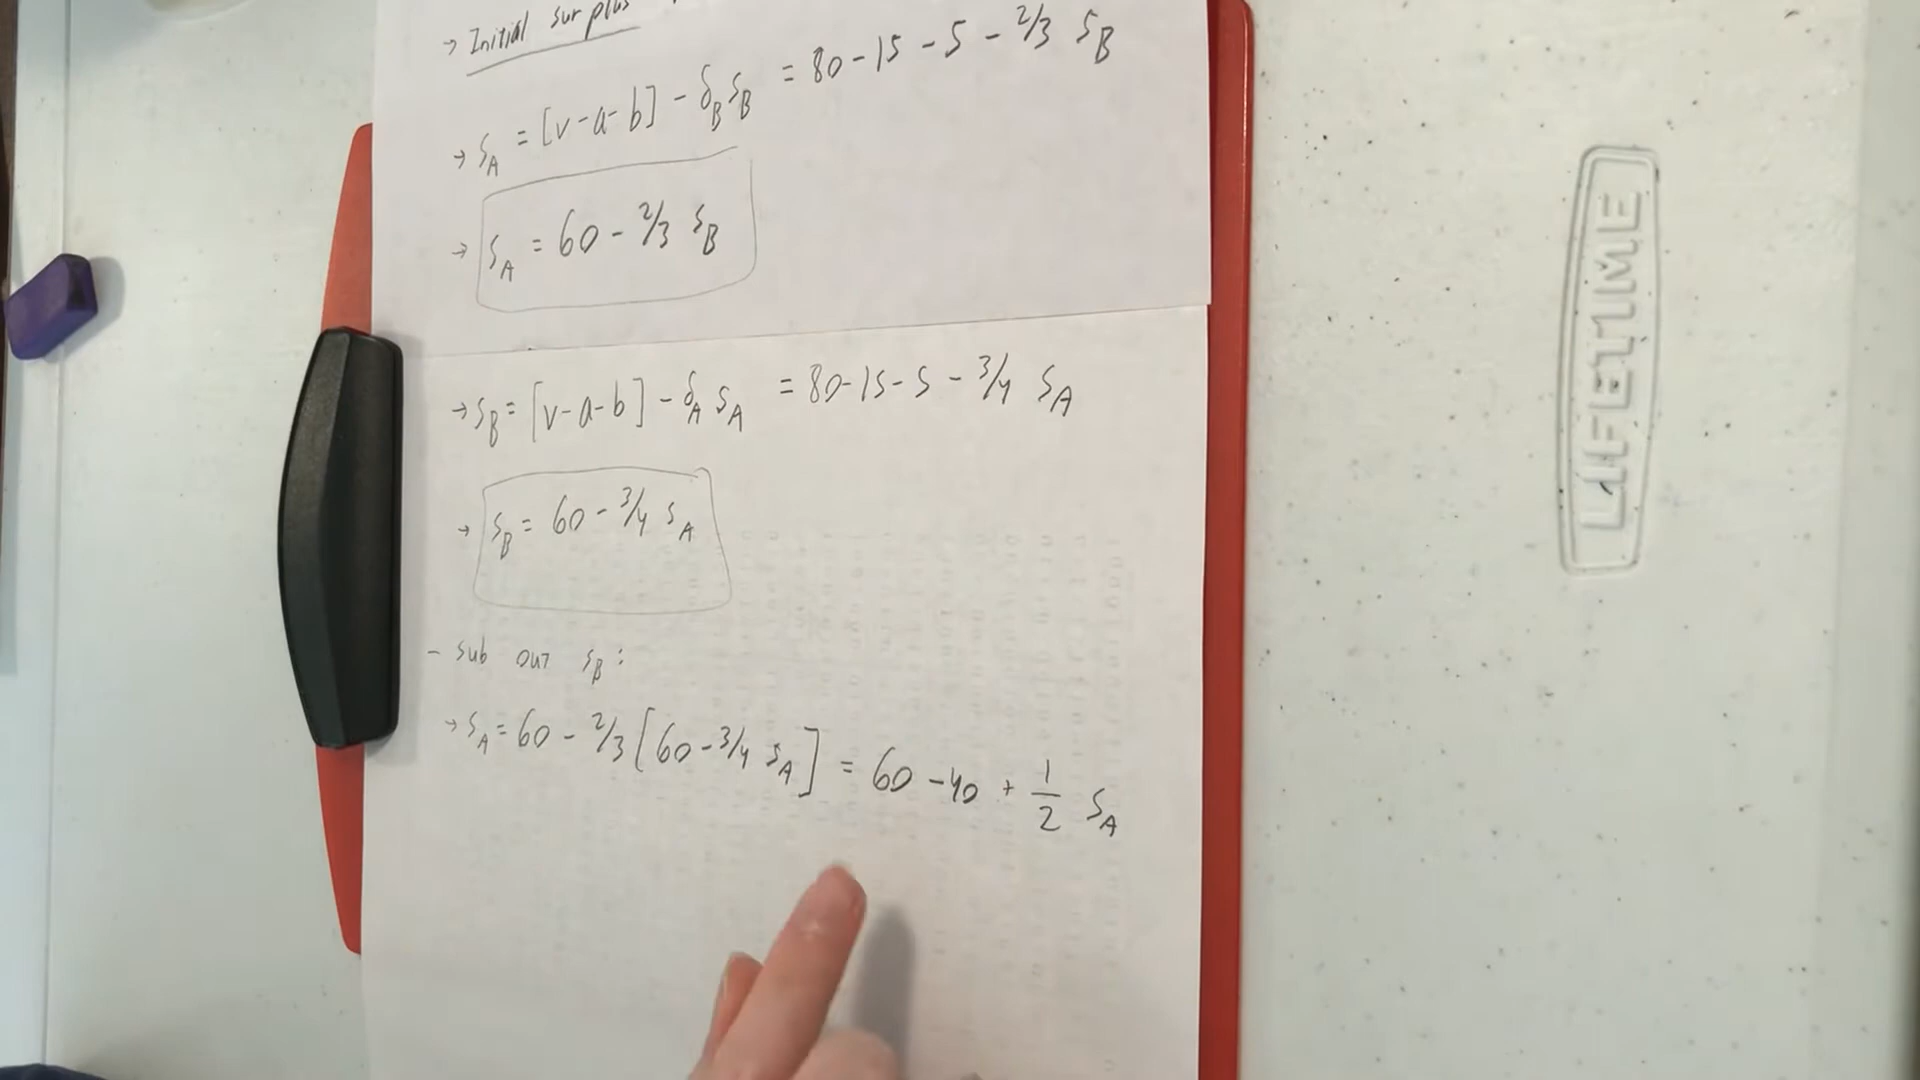 → Initial surplus
→ S_A = [v-a-b] - δ_B S_B = 80-15-5-2/3 S_B
→ S_A = 60 - 2/3 S_B
→ S_B = [v-a-b] - δ_A S_A = 80-15-5-3/4 S_A
→ S_B = 60 - 3/4 S_A
- sub out S_B:
→ S_A = 60 - 2/3 [60 - 3/4 S_A] = 60 - 40 + 1/2 S_A
LIFETIME